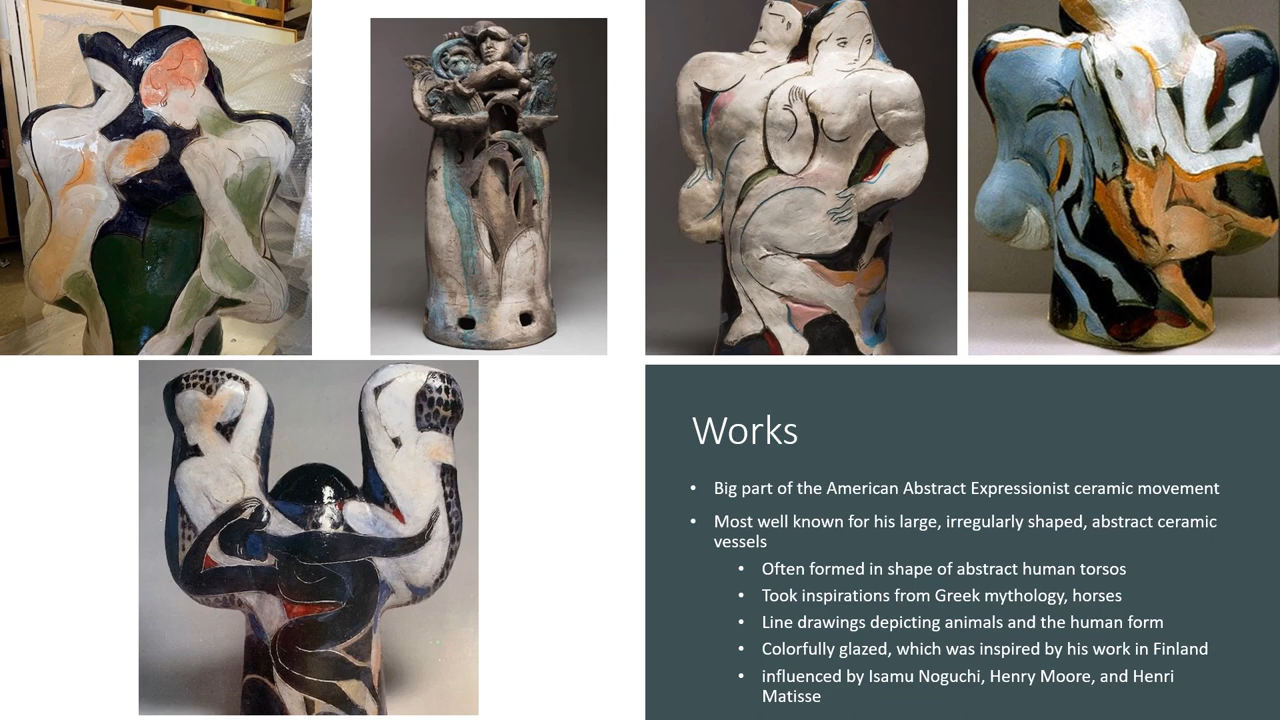 Works
• Big part of the American Abstract Expressionist ceramic movement
• Most well known for his large, irregularly shaped, abstract ceramic
vessels
• Often formed in shape of abstract human torsos
• Took inspirations from Greek mythology, horses
• Line drawings depicting animals and the human form
• Colorfully glazed, which was inspired by his work in Finland
• influenced by Isamu Noguchi, Henry Moore, and Henri
Matisse